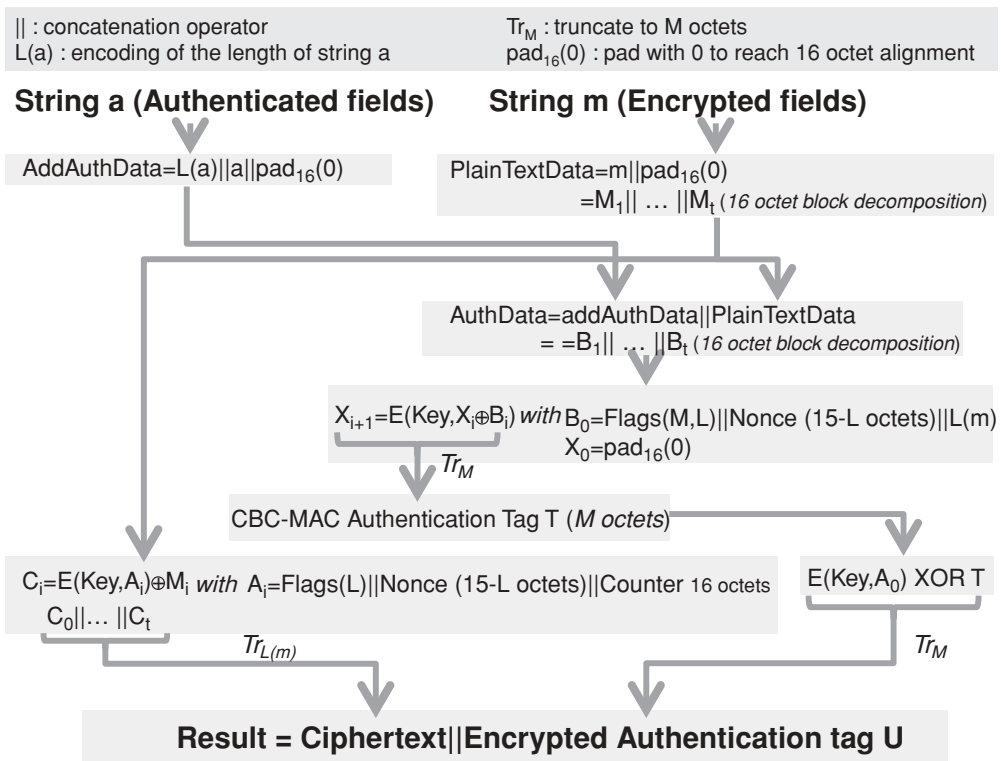 || : concatenation operator
L(a) : encoding of the length of string a
Tr_M : truncate to M octets
pad_16(0) : pad with 0 to reach 16 octet alignment
String a (Authenticated fields)
String m (Encrypted fields)
AddAuthData=L(a)||a||pad_16(0)
PlainTextData=m||pad_16(0)
=M_1|| … ||M_t (16 octet block decomposition)
AuthData=addAuthData||PlainTextData
= =B_1|| … ||B_t (16 octet block decomposition)
X_{i+1}=E(Key,X_i⊕B_i) with B_0=Flags(M,L)||Nonce (15-L octets)||L(m)
X_0=pad_16(0)
Tr_M
CBC-MAC Authentication Tag T (M octets)
C_i=E(Key,A_i)⊕M_i with A_i=Flags(L)||Nonce (15-L octets)||Counter 16 octets
C_0||… ||C_t
E(Key,A_0) XOR T
Tr_{L(m)}
Tr_M
Result = Ciphertext||Encrypted Authentication tag U